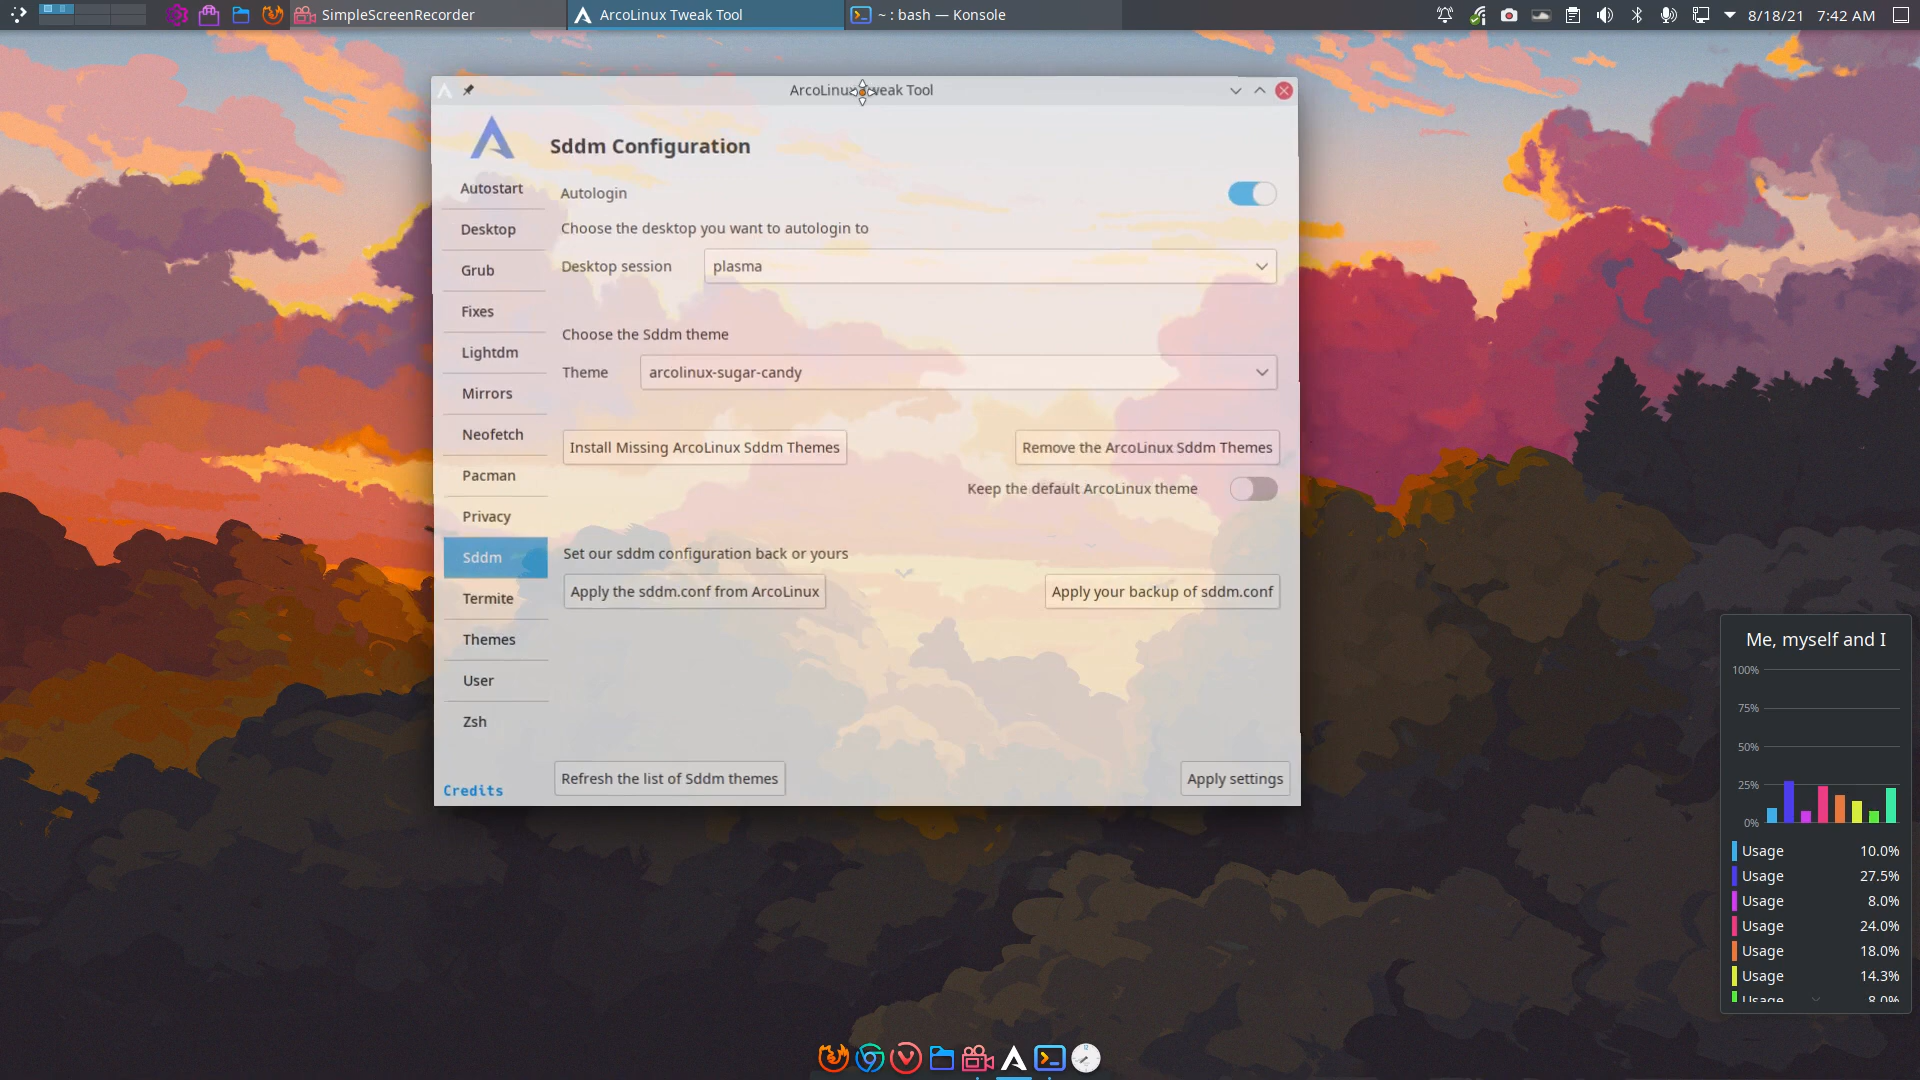 SimpleScreenRecorder
ArcoLinux Tweak Tool
~ : bash — Konsole
8/18/21 7:42 AM
Sddm Configuration
Autostart
Desktop
Grub
Fixes
Lightdm
Mirrors
Neofetch
Pacman
Privacy
Sddm
Termite
Themes
User
Zsh
Credits
Autologin
Choose the desktop you want to autologin to
Desktop session plasma
Choose the Sddm theme
Theme arcolinux-sugar-candy
Install Missing ArcoLinux Sddm Themes
Remove the ArcoLinux Sddm Themes
Keep the default ArcoLinux theme
Set our sddm configuration back or yours
Apply the sddm.conf from ArcoLinux
Apply your backup of sddm.conf
Refresh the list of Sddm themes
Apply settings
Me, myself and I
100%
75%
50%
25%
0%
Usage 10.0%
Usage 27.5%
Usage 8.0%
Usage 24.0%
Usage 18.0%
Usage 14.3%
Usage 8.0%